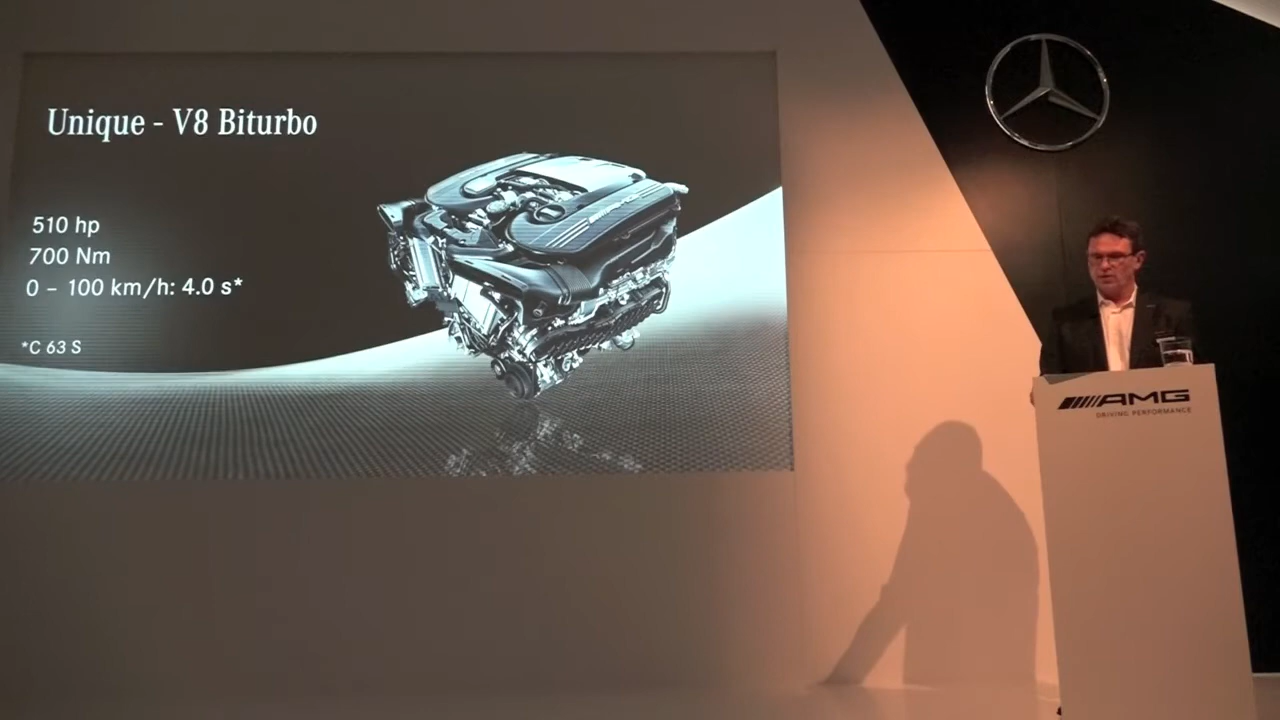 Unique - V8 Biturbo
510 hp
700 Nm
0 – 100 km/h: 4.0 s*
*C 63 S
AMG
DRIVING PERFORMANCE